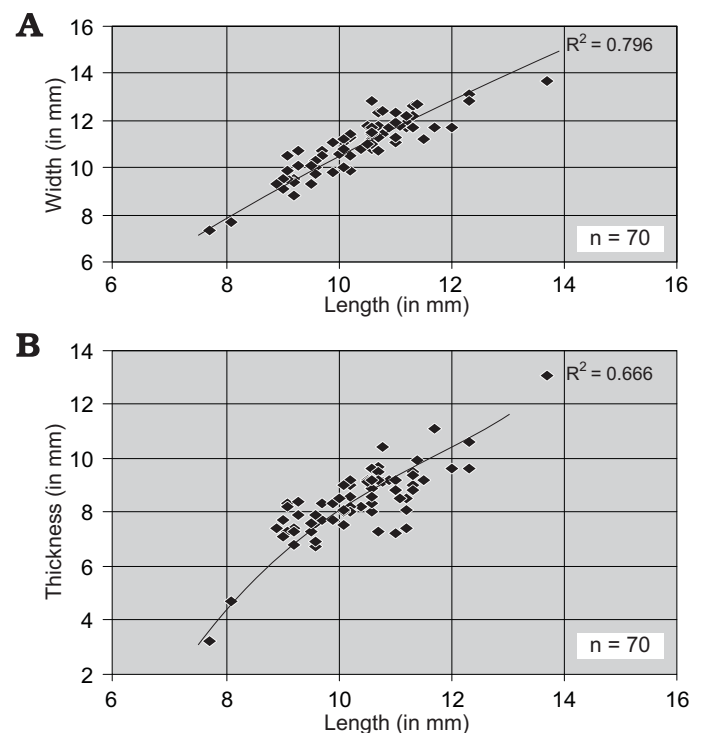 A
16
14
12
10
8
6
Width (in mm)
R² = 0.796
n = 70
6 8 10 12 14 16
Length (in mm)
B
14
12
10
8
6
4
2
Thickness (in mm)
R² = 0.666
n = 70
6 8 10 12 14 16
Length (in mm)